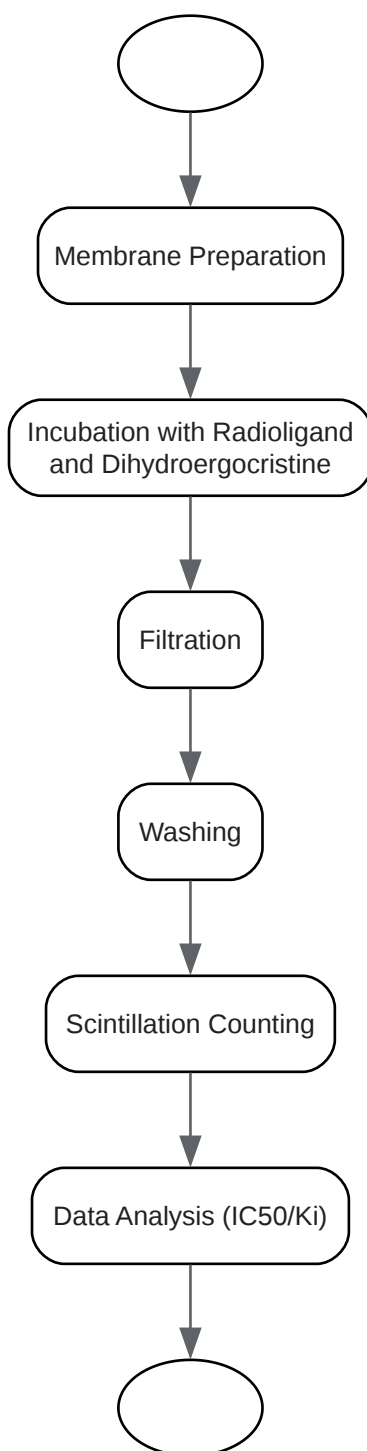 Membrane Preparation
Incubation with Radioligand
and Dihydroergocristine
Filtration
Washing
Scintillation Counting
Data Analysis (IC50/Ki)